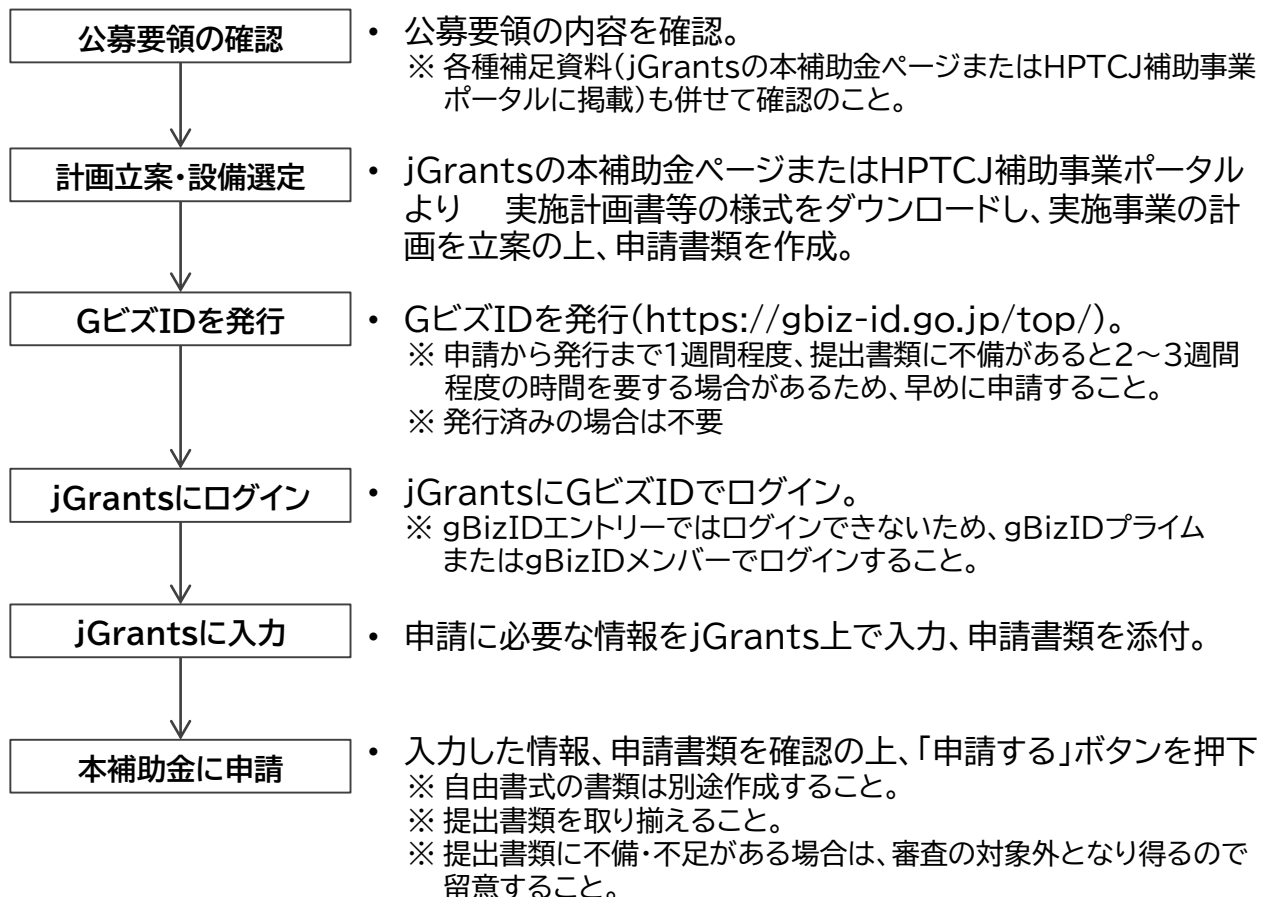 公募要領の確認
• 公募要領の内容を確認。
※ 各種補足資料(jGrantsの本補助金ページまたはHPTCJ補助事業
ポータルに掲載)も併せて確認のこと。
計画立案・設備選定
• jGrantsの本補助金ページまたはHPTCJ補助事業ポータル
より　実施計画書等の様式をダウンロードし、実施事業の計
画を立案の上、申請書類を作成。
GビズIDを発行
• GビズIDを発行(https://gbiz-id.go.jp/top/)。
※ 申請から発行まで1週間程度、提出書類に不備があると2～3週間
程度の時間を要する場合があるため、早めに申請すること。
※ 発行済みの場合は不要
jGrantsにログイン
• jGrantsにGビズIDでログイン。
※ gBizIDエントリーではログインできないため、gBizIDプライム
またはgBizIDメンバーでログインすること。
jGrantsに入力
• 申請に必要な情報をjGrants上で入力、申請書類を添付。
本補助金に申請
• 入力した情報、申請書類を確認の上、「申請する」ボタンを押下
※ 自由書式の書類は別途作成すること。
※ 提出書類を取り揃えること。
※ 提出書類に不備・不足がある場合は、審査の対象外となり得るので
留意すること。